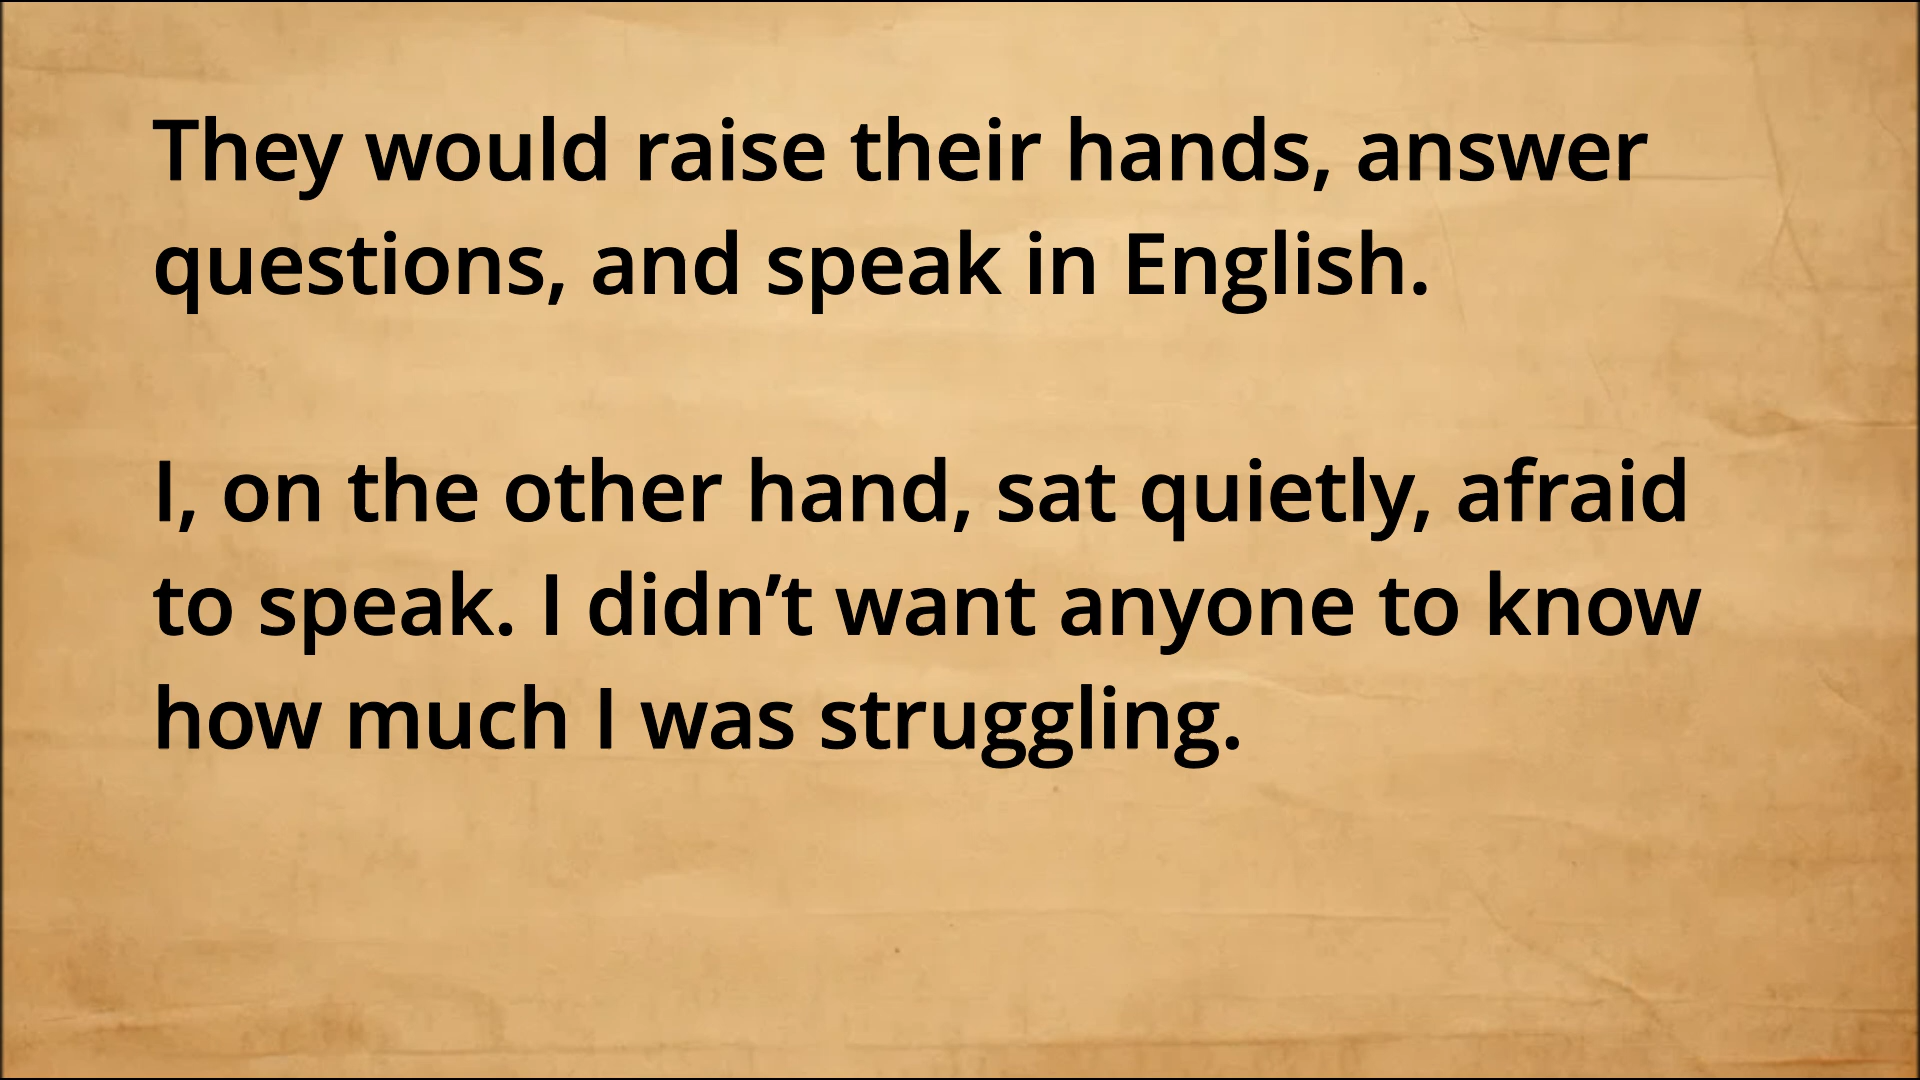 They would raise their hands, answer
questions, and speak in English.
I, on the other hand, sat quietly, afraid
to speak. I didn’t want anyone to know
how much I was struggling.